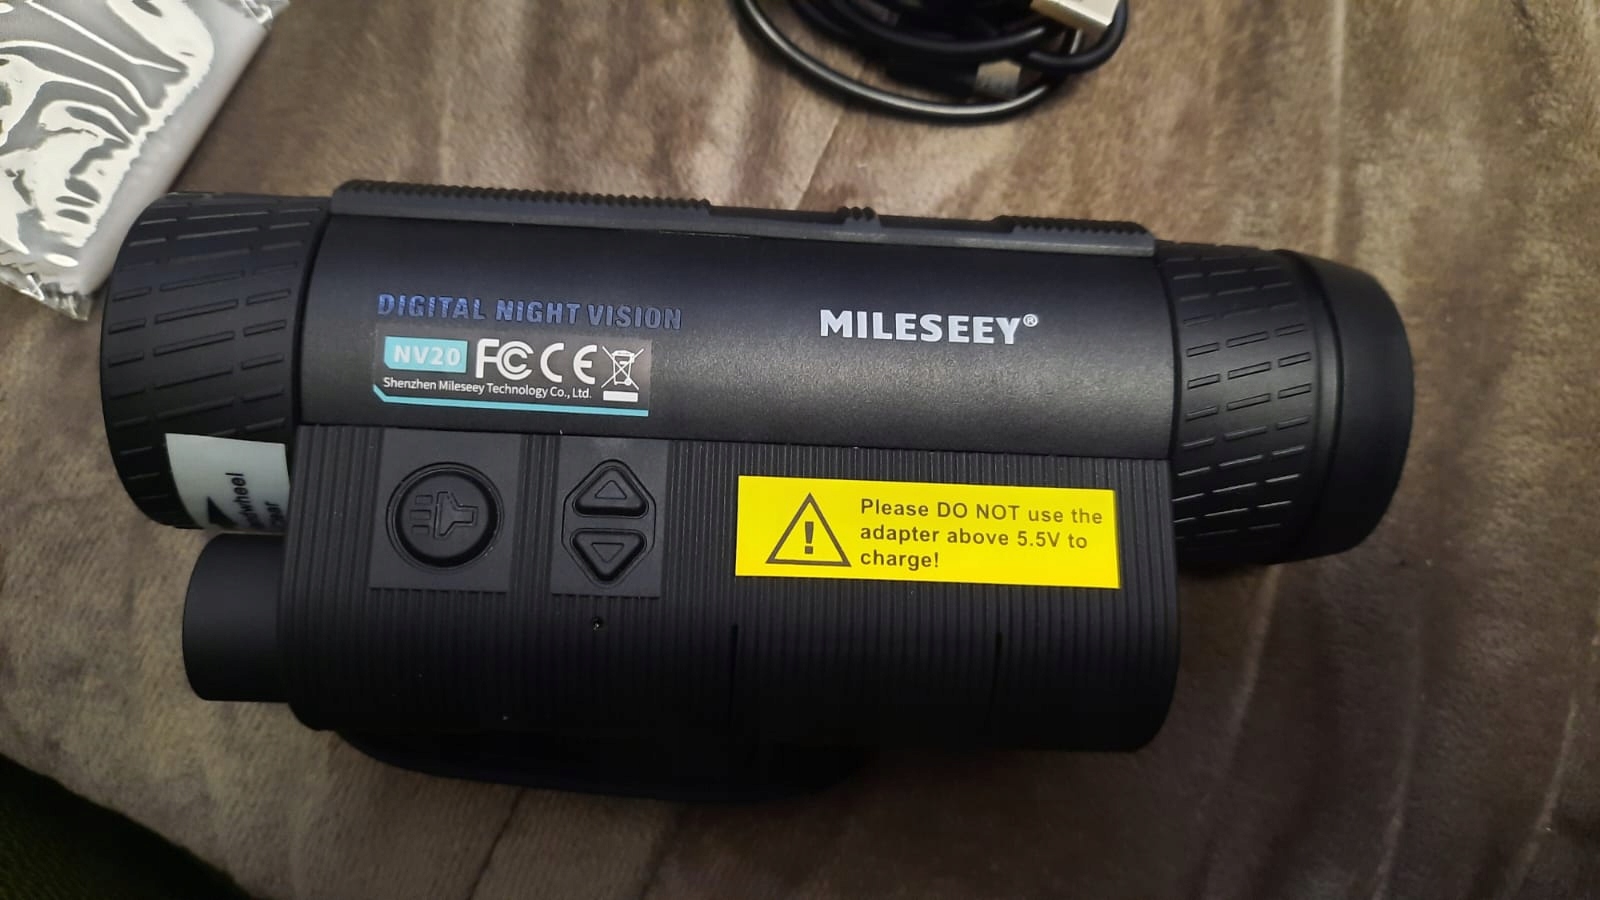 DIGITAL NIGHT VISION
MILESEEY®
NV20 FC CE
Shenzhen Mileseey Technology Co., Ltd.
Please DO NOT use the
adapter above 5.5V to
charge!